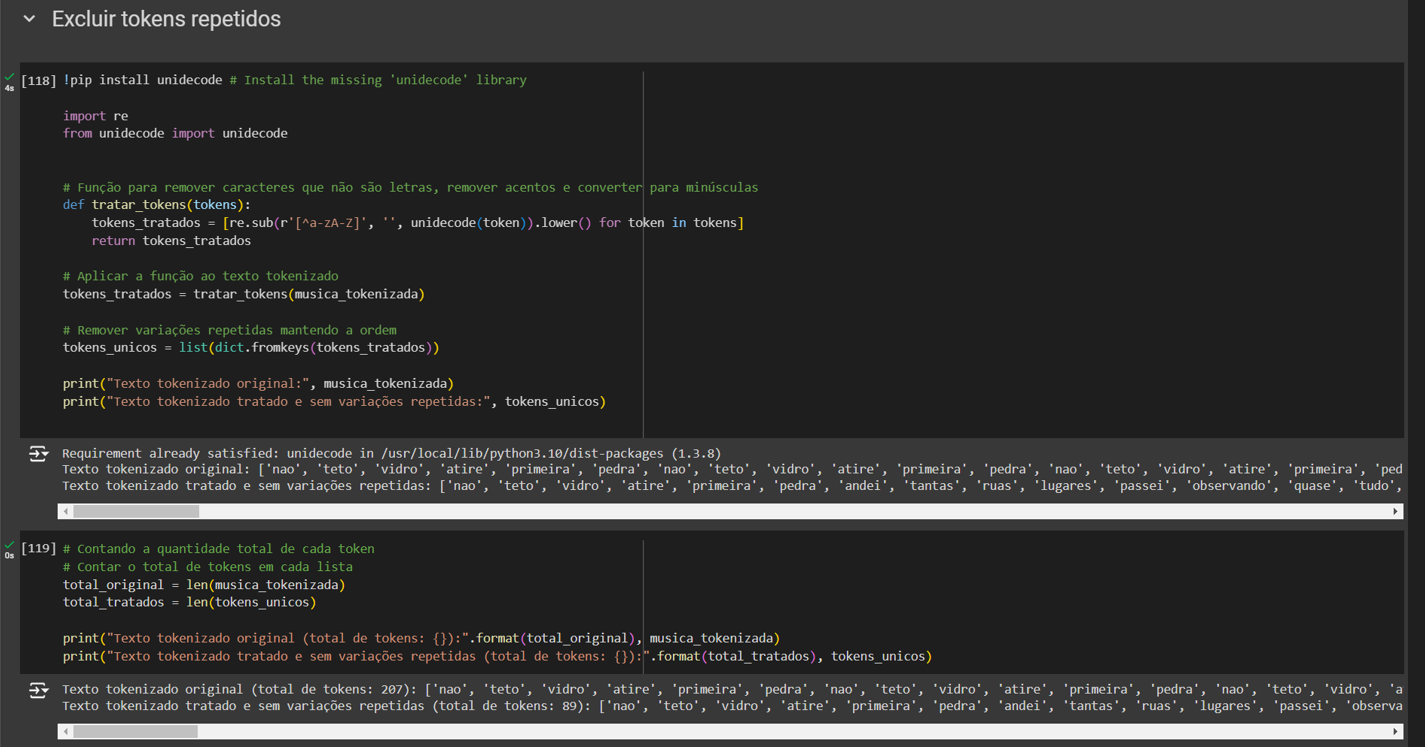 Excluir tokens repetidos
[118] !pip install unidecode # Install the missing 'unidecode' library
4s
import re
from unidecode import unidecode
# Função para remover caracteres que não são letras, remover acentos e converter para minúsculas
def tratar_tokens(tokens):
    tokens_tratados = [re.sub(r'[^a-zA-Z]', '', unidecode(token)).lower() for token in tokens]
    return tokens_tratados
# Aplicar a função ao texto tokenizado
tokens_tratados = tratar_tokens(musica_tokenizada)
# Remover variações repetidas mantendo a ordem
tokens_unicos = list(dict.fromkeys(tokens_tratados))
print("Texto tokenizado original:", musica_tokenizada)
print("Texto tokenizado tratado e sem variações repetidas:", tokens_unicos)
Requirement already satisfied: unidecode in /usr/local/lib/python3.10/dist-packages (1.3.8)
Texto tokenizado original: ['nao', 'teto', 'vidro', 'atire', 'primeira', 'pedra', 'nao', 'teto', 'vidro', 'atire', 'primeira', 'pedra', 'nao', 'teto', 'vidro', 'atire', 'primeira', 'ped
Texto tokenizado tratado e sem variações repetidas: ['nao', 'teto', 'vidro', 'atire', 'primeira', 'pedra', 'andei', 'tantas', 'ruas', 'lugares', 'passei', 'observando', 'quase', 'tudo',
[119] # Contando a quantidade total de cada token
0s
# Contar o total de tokens em cada lista
total_original = len(musica_tokenizada)
total_tratados = len(tokens_unicos)
print("Texto tokenizado original (total de tokens: {}):".format(total_original), musica_tokenizada)
print("Texto tokenizado tratado e sem variações repetidas (total de tokens: {}):".format(total_tratados), tokens_unicos)
Texto tokenizado original (total de tokens: 207): ['nao', 'teto', 'vidro', 'atire', 'primeira', 'pedra', 'nao', 'teto', 'vidro', 'atire', 'primeira', 'pedra', 'nao', 'teto', 'vidro', 'a
Texto tokenizado tratado e sem variações repetidas (total de tokens: 89): ['nao', 'teto', 'vidro', 'atire', 'primeira', 'pedra', 'andei', 'tantas', 'ruas', 'lugares', 'passei', 'observa